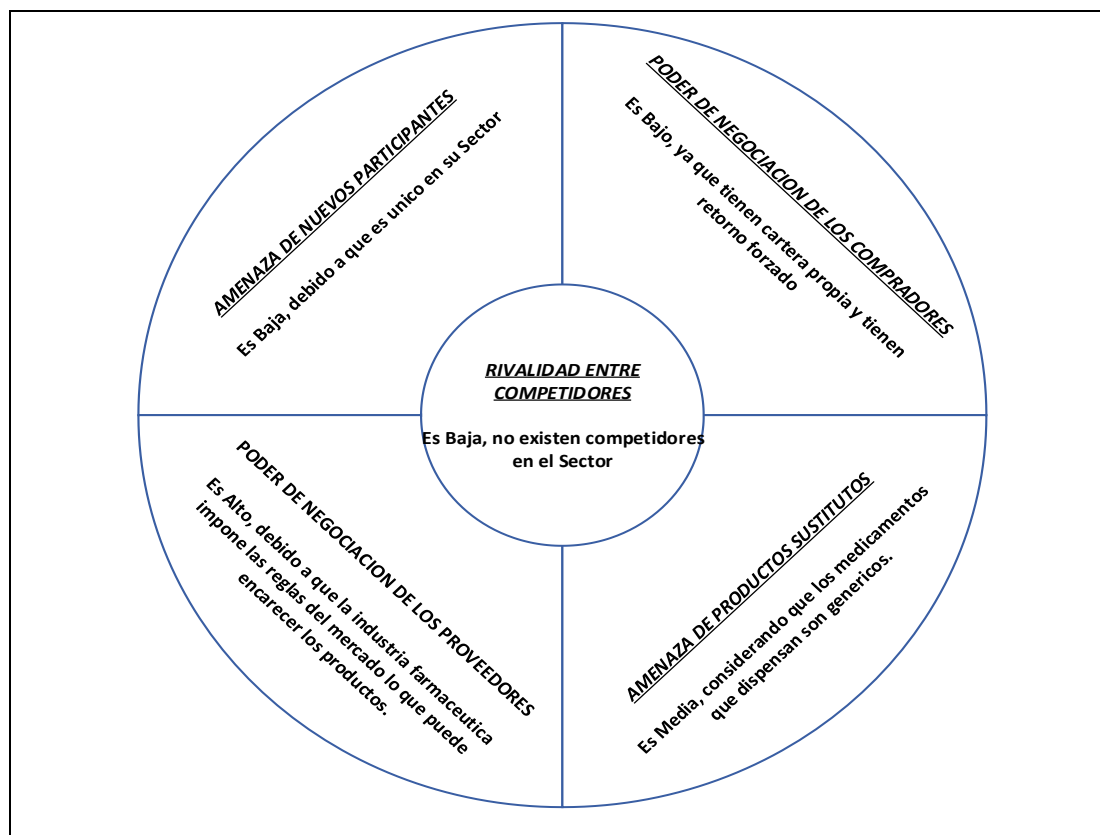 AMENAZA DE NUEVOS PARTICIPANTES
Es Baja, debido a que es unico en su Sector
PODER DE NEGOCIACION DE LOS COMPRADORES
Es Bajo, ya que tienen cartera propia y tienen
retorno forzado
RIVALIDAD ENTRE
COMPETIDORES
Es Baja, no existen competidores
en el Sector
PODER DE NEGOCIACION DE LOS PROVEEDORES
Es Alto, debido a que la industria farmaceutica
impone las reglas del mercado lo que puede
encarecer los productos.
AMENAZA DE PRODUCTOS SUSTITUTOS
Es Media, considerando que los medicamentos
que dispensan son genericos.